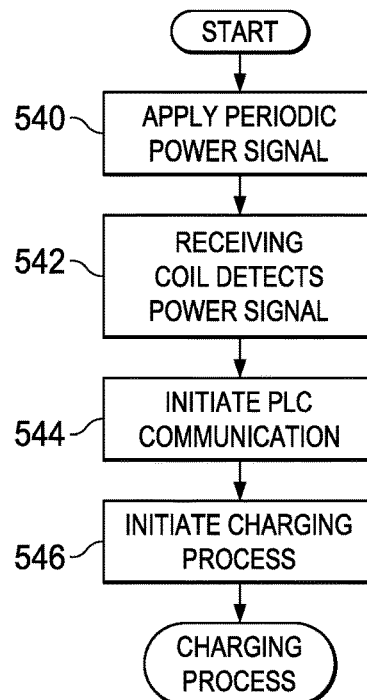 START
540
APPLY PERIODIC
POWER SIGNAL
542
RECEIVING
COIL DETECTS
POWER SIGNAL
544
INITIATE PLC
COMMUNICATION
546
INITIATE CHARGING
PROCESS
CHARGING
PROCESS